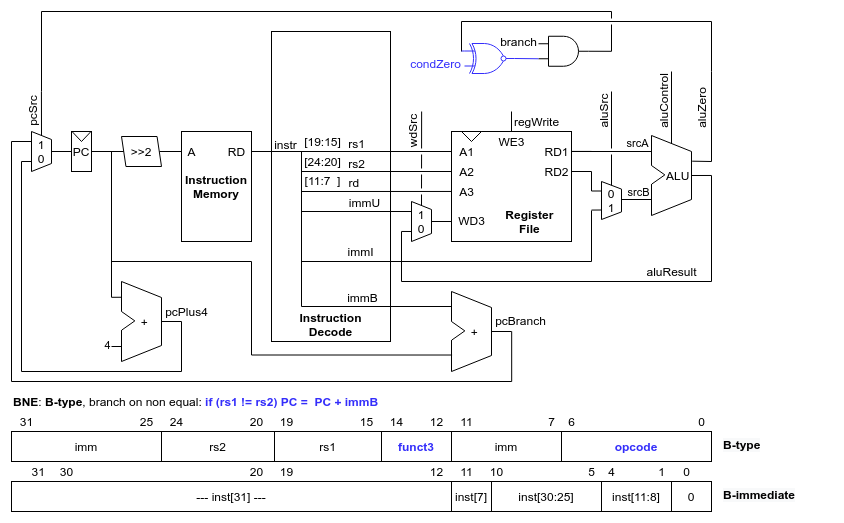 branch
condZero
pcSrc
1
0
PC
>>2
A RD
Instruction
Memory
instr
[19:15] rs1
[24:20] rs2
[11:7 ] rd
immU
immI
immB
Instruction
Decode
wdSrc
1
0
regWrite
WE3
A1 RD1
A2 RD2
A3
WD3
Register
File
aluSrc
0
1
srcA
srcB
aluControl
aluZero
ALU
aluResult
pcPlus4
+
4
pcBranch
+
BNE: B-type, branch on non equal: if (rs1 != rs2) PC = PC + immB
31 25 24 20 19 15 14 12 11 7 6 0
imm rs2 rs1 funct3 imm opcode B-type
31 30 20 19 12 11 10 5 4 1 0
--- inst[31] --- inst[7] inst[30:25] inst[11:8] 0 B-immediate